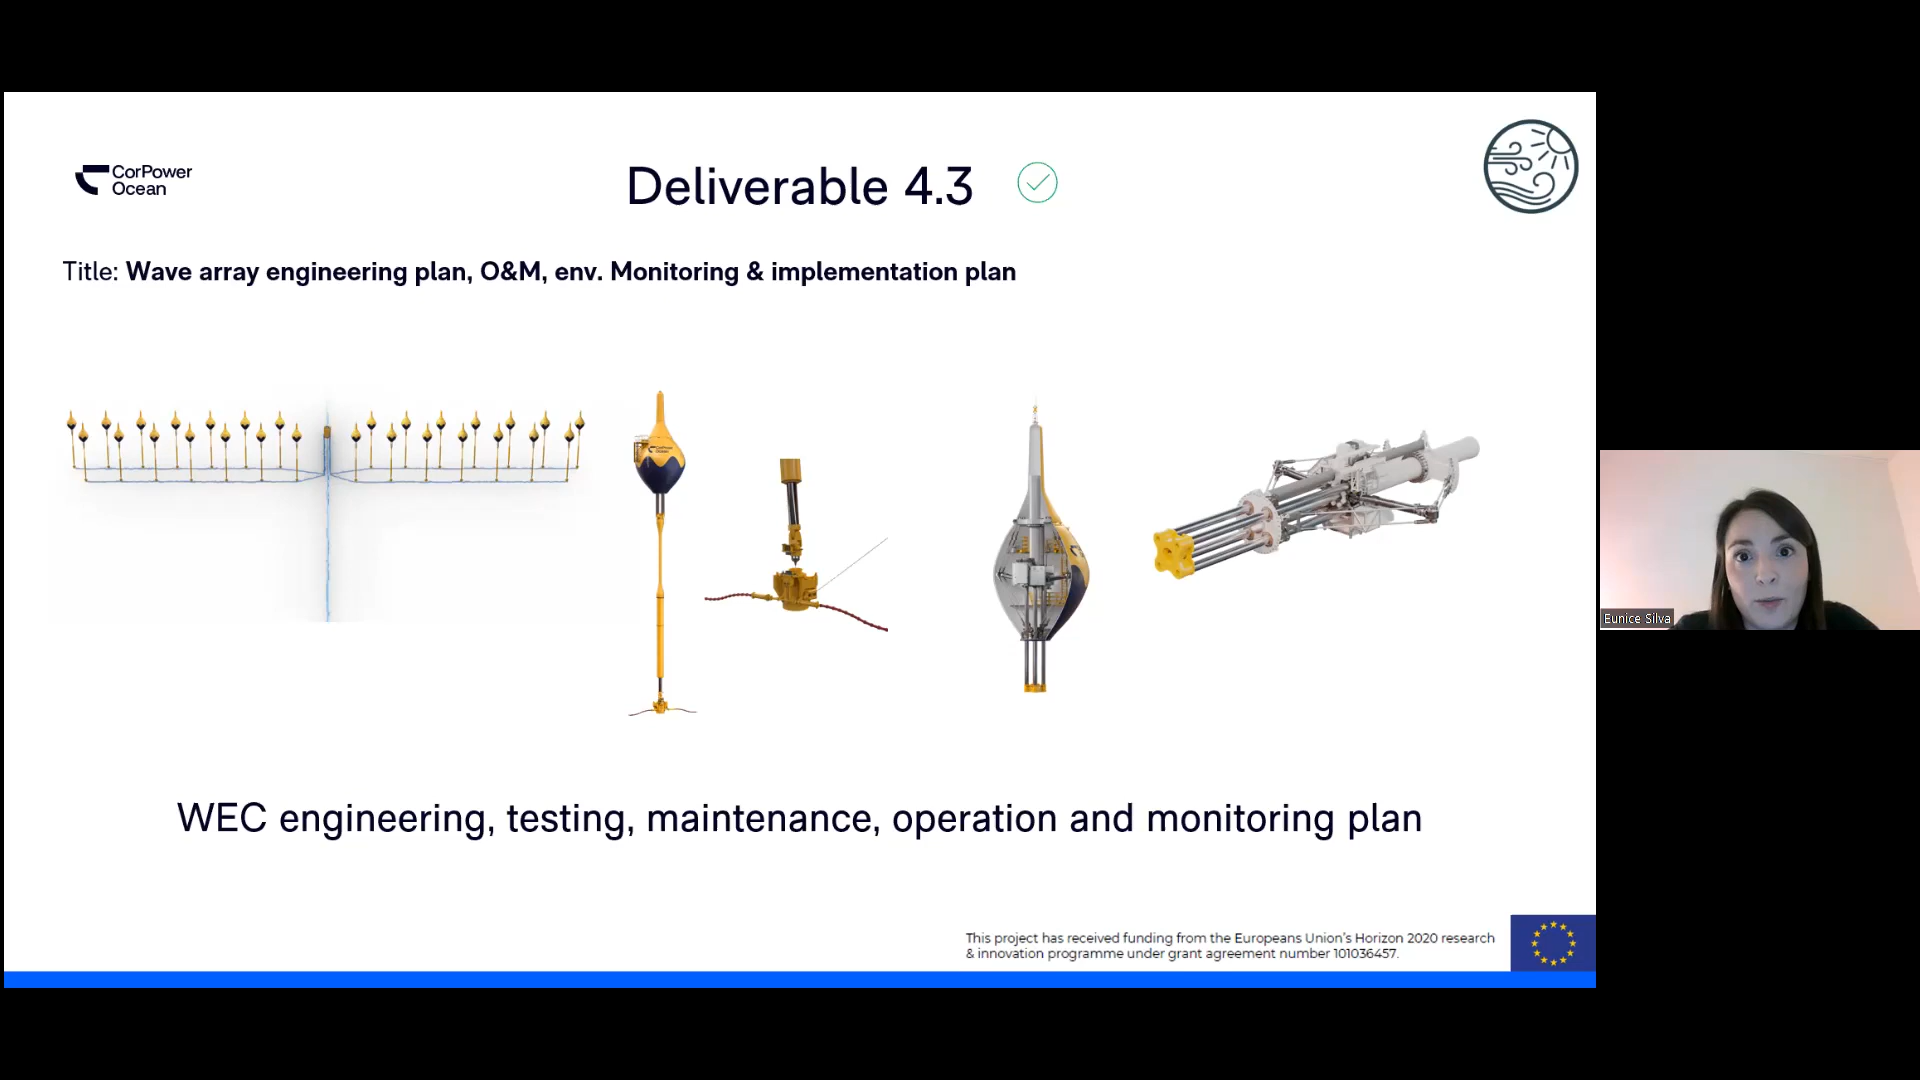 CorPower
Ocean
Deliverable 4.3
Title: Wave array engineering plan, O&M, env. Monitoring & implementation plan
CorPower
Ocean
WEC engineering, testing, maintenance, operation and monitoring plan
This project has received funding from the Europeans Union's Horizon 2020 research
& innovation programme under grant agreement number 101036457.
Eunice Silva